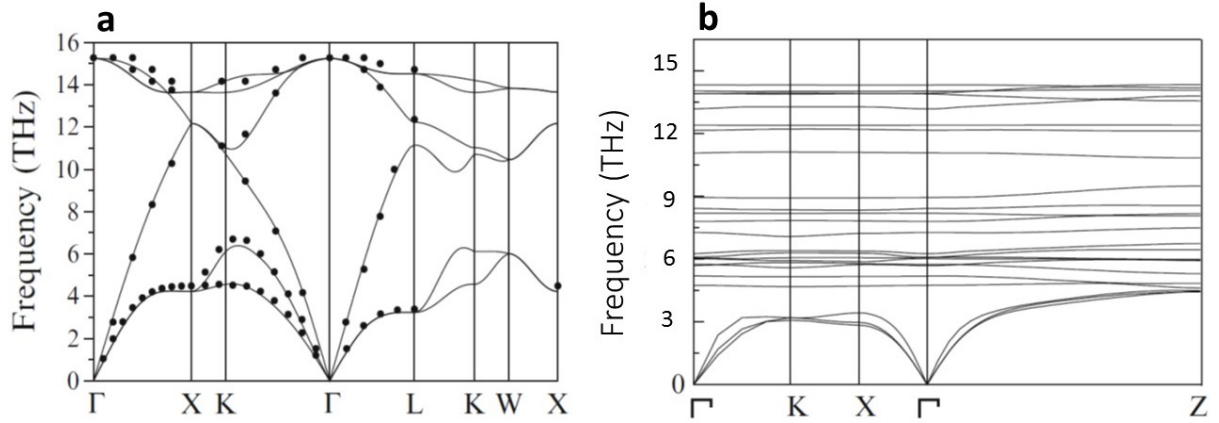 a
Frequency (THz)
16
14
12
10
8
6
4
2
0
Γ X K Γ L K W X
b
Frequency (THz)
15
12
9
6
3
0
Γ K X Γ Z